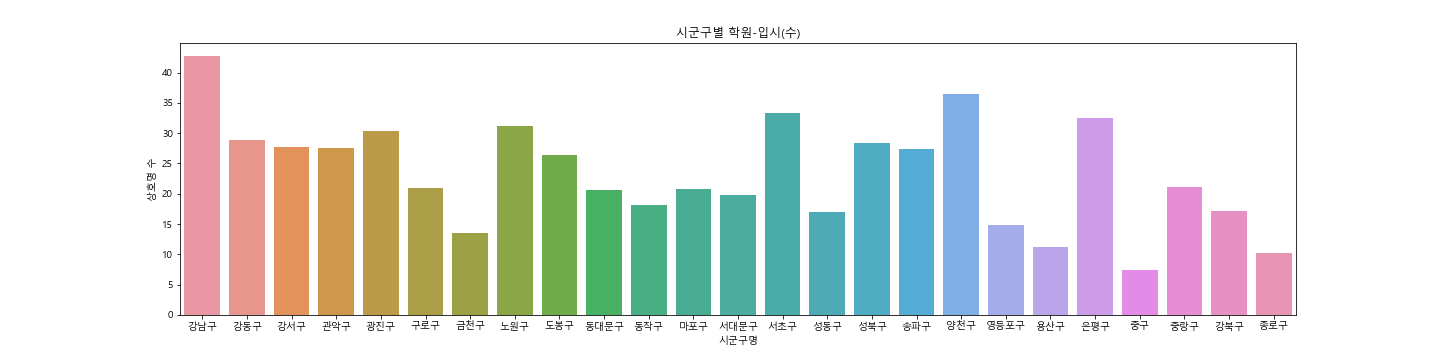 시군구별 학원-입시(수)
상호명 수
40
35
30
25
20
15
10
5
0
강남구 강동구 강서구 관악구 광진구 구로구 금천구 노원구 도봉구 동대문구 동작구 마포구 서대문구 서초구 성동구 성북구 송파구 양천구 영등포구 용산구 은평구 중구 중랑구 강북구 종로구
시군구명